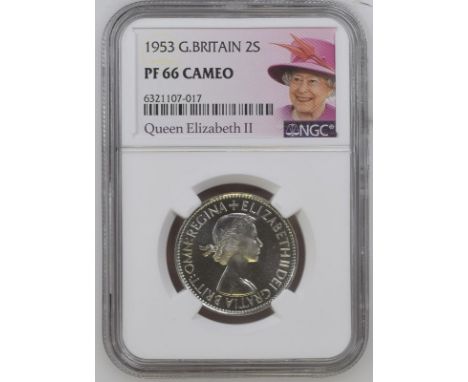 1953 G.BRITAIN 2S
PF 66 CAMEO
6321107-017
Queen Elizabeth II
NGC®
+ELIZABETH II DEI GRATIA BRITT:OMN:REGINA